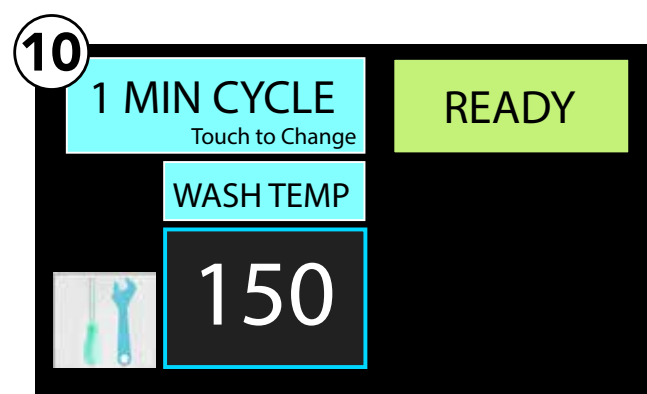 10
1 MIN CYCLE
Touch to Change
READY
WASH TEMP
150